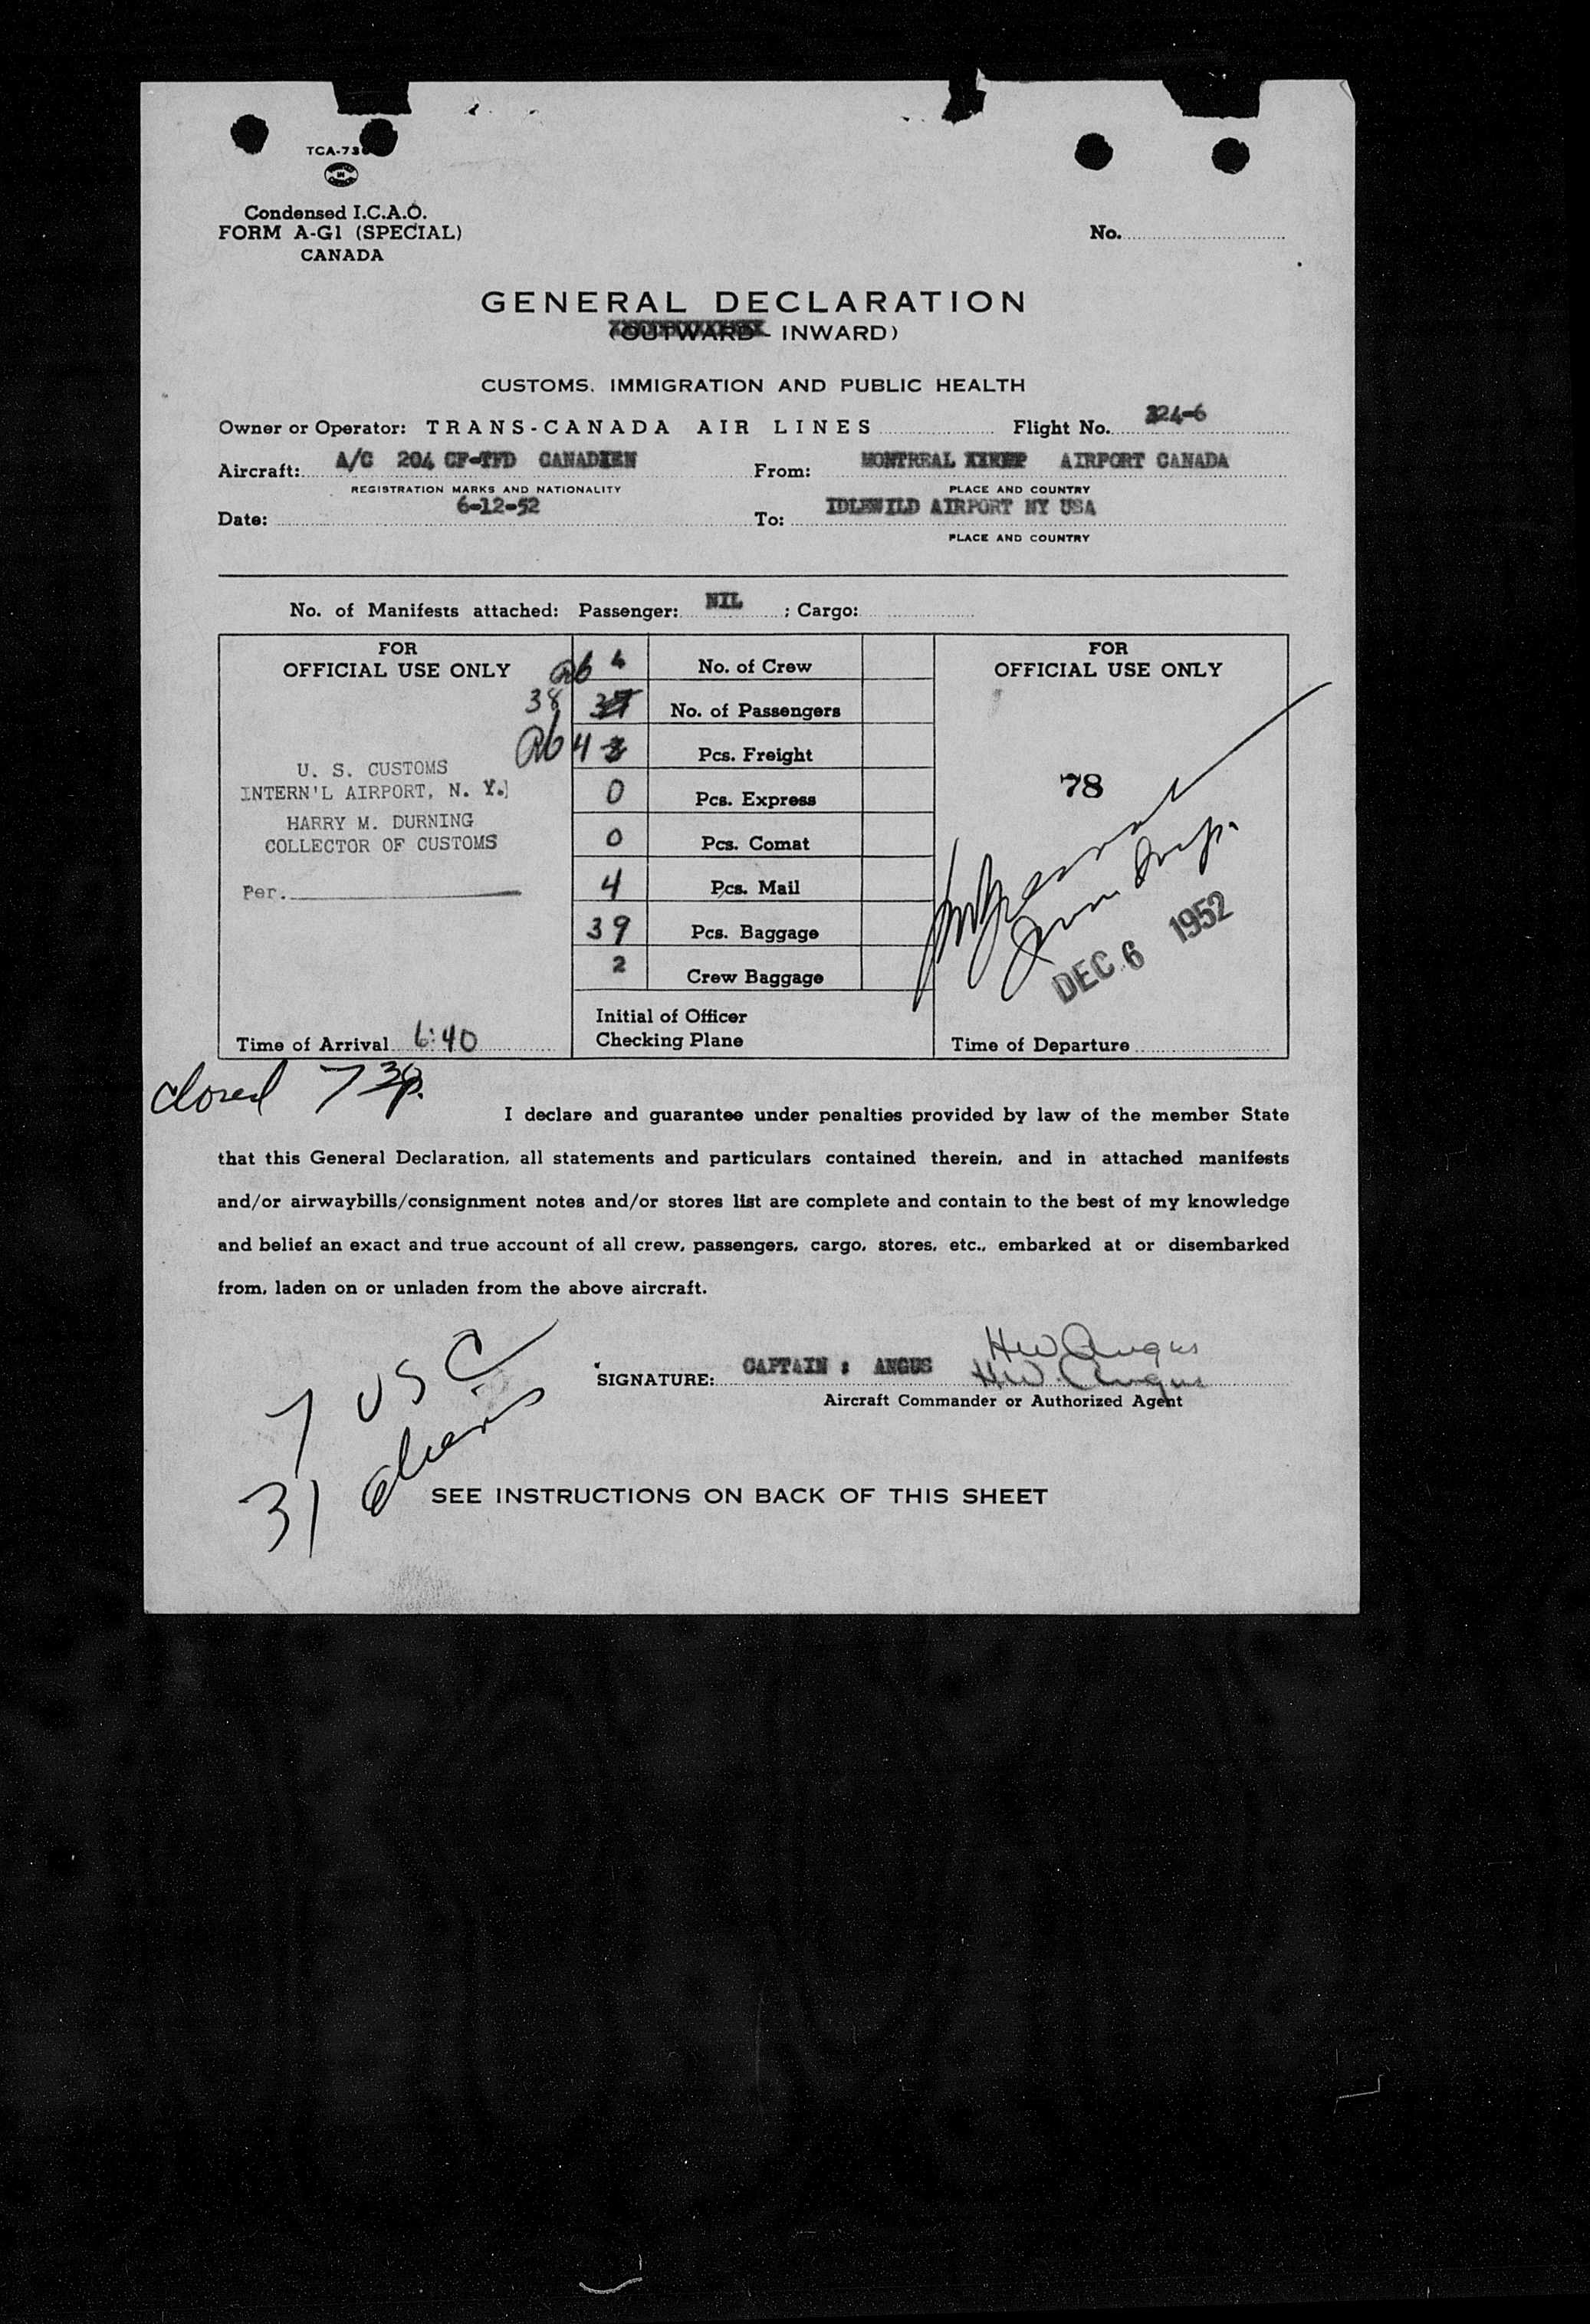 TCA-73
Condensed I.C.A.O.
FORM A-G1 (SPECIAL)
CANADA
No.
GENERAL DECLARATION
(OUTWARD - INWARD)
CUSTOMS, IMMIGRATION AND PUBLIC HEALTH
Owner or Operator: TRANS-CANADA AIR LINES Flight No. 324-6
Aircraft: A/C 204 CF-TFD CANADIEN From: MONTREAL AIRPORT CANADA
REGISTRATION MARKS AND NATIONALITY PLACE AND COUNTRY
Date: 6-12-52 To: IDLEWILD AIRPORT NY USA
PLACE AND COUNTRY
No. of Manifests attached: Passenger: NIL ; Cargo:
FOR
OFFICIAL USE ONLY
U. S. CUSTOMS
INTERN'L AIRPORT, N. Y.
HARRY M. DURNING
COLLECTOR OF CUSTOMS
Per.
Time of Arrival 6:40
No. of Crew
38 37 No. of Passengers
4 3 Pcs. Freight
0 Pcs. Express
0 Pcs. Comat
4 Pcs. Mail
39 Pcs. Baggage
2 Crew Baggage
Initial of Officer
Checking Plane
FOR
OFFICIAL USE ONLY
78
Imm Insp.
DEC 6 1952
Time of Departure
closed 7 30p.
I declare and guarantee under penalties provided by law of the member State
that this General Declaration, all statements and particulars contained therein, and in attached manifests
and/or airwaybills/consignment notes and/or stores list are complete and contain to the best of my knowledge
and belief an exact and true account of all crew, passengers, cargo, stores, etc., embarked at or disembarked
from, laden on or unladen from the above aircraft.
HW Angus
SIGNATURE: CAPTAIN : ANGUS H.W. Angus
Aircraft Commander or Authorized Agent
7 USC
31 aliens
SEE INSTRUCTIONS ON BACK OF THIS SHEET